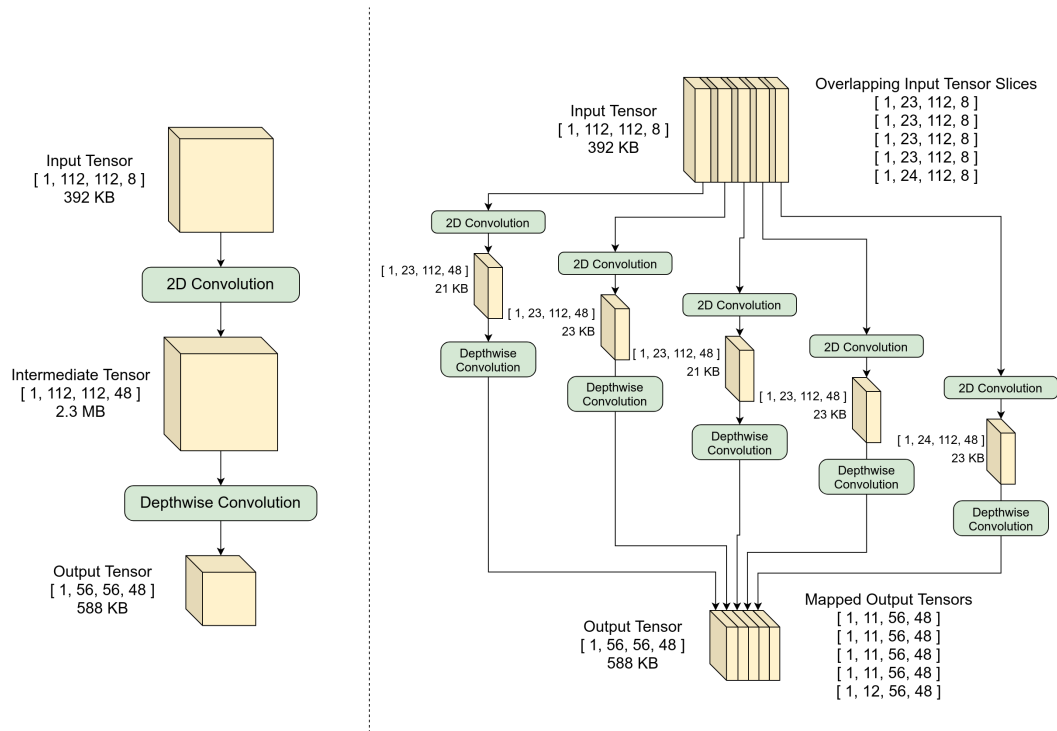 Input Tensor
[ 1, 112, 112, 8 ]
392 KB
2D Convolution
Intermediate Tensor
[ 1, 112, 112, 48 ]
2.3 MB
Depthwise Convolution
Output Tensor
[ 1, 56, 56, 48 ]
588 KB
Input Tensor
[ 1, 112, 112, 8 ]
392 KB
Overlapping Input Tensor Slices
[ 1, 23, 112, 8 ]
[ 1, 23, 112, 8 ]
[ 1, 23, 112, 8 ]
[ 1, 23, 112, 8 ]
[ 1, 24, 112, 8 ]
2D Convolution
[ 1, 23, 112, 48 ]
21 KB
Depthwise
Convolution
2D Convolution
[ 1, 23, 112, 48 ]
23 KB
Depthwise
Convolution
2D Convolution
[ 1, 23, 112, 48 ]
21 KB
Depthwise
Convolution
2D Convolution
[ 1, 23, 112, 48 ]
23 KB
Depthwise
Convolution
2D Convolution
[ 1, 24, 112, 48 ]
23 KB
Depthwise
Convolution
Output Tensor
[ 1, 56, 56, 48 ]
588 KB
Mapped Output Tensors
[ 1, 11, 56, 48 ]
[ 1, 11, 56, 48 ]
[ 1, 11, 56, 48 ]
[ 1, 11, 56, 48 ]
[ 1, 12, 56, 48 ]